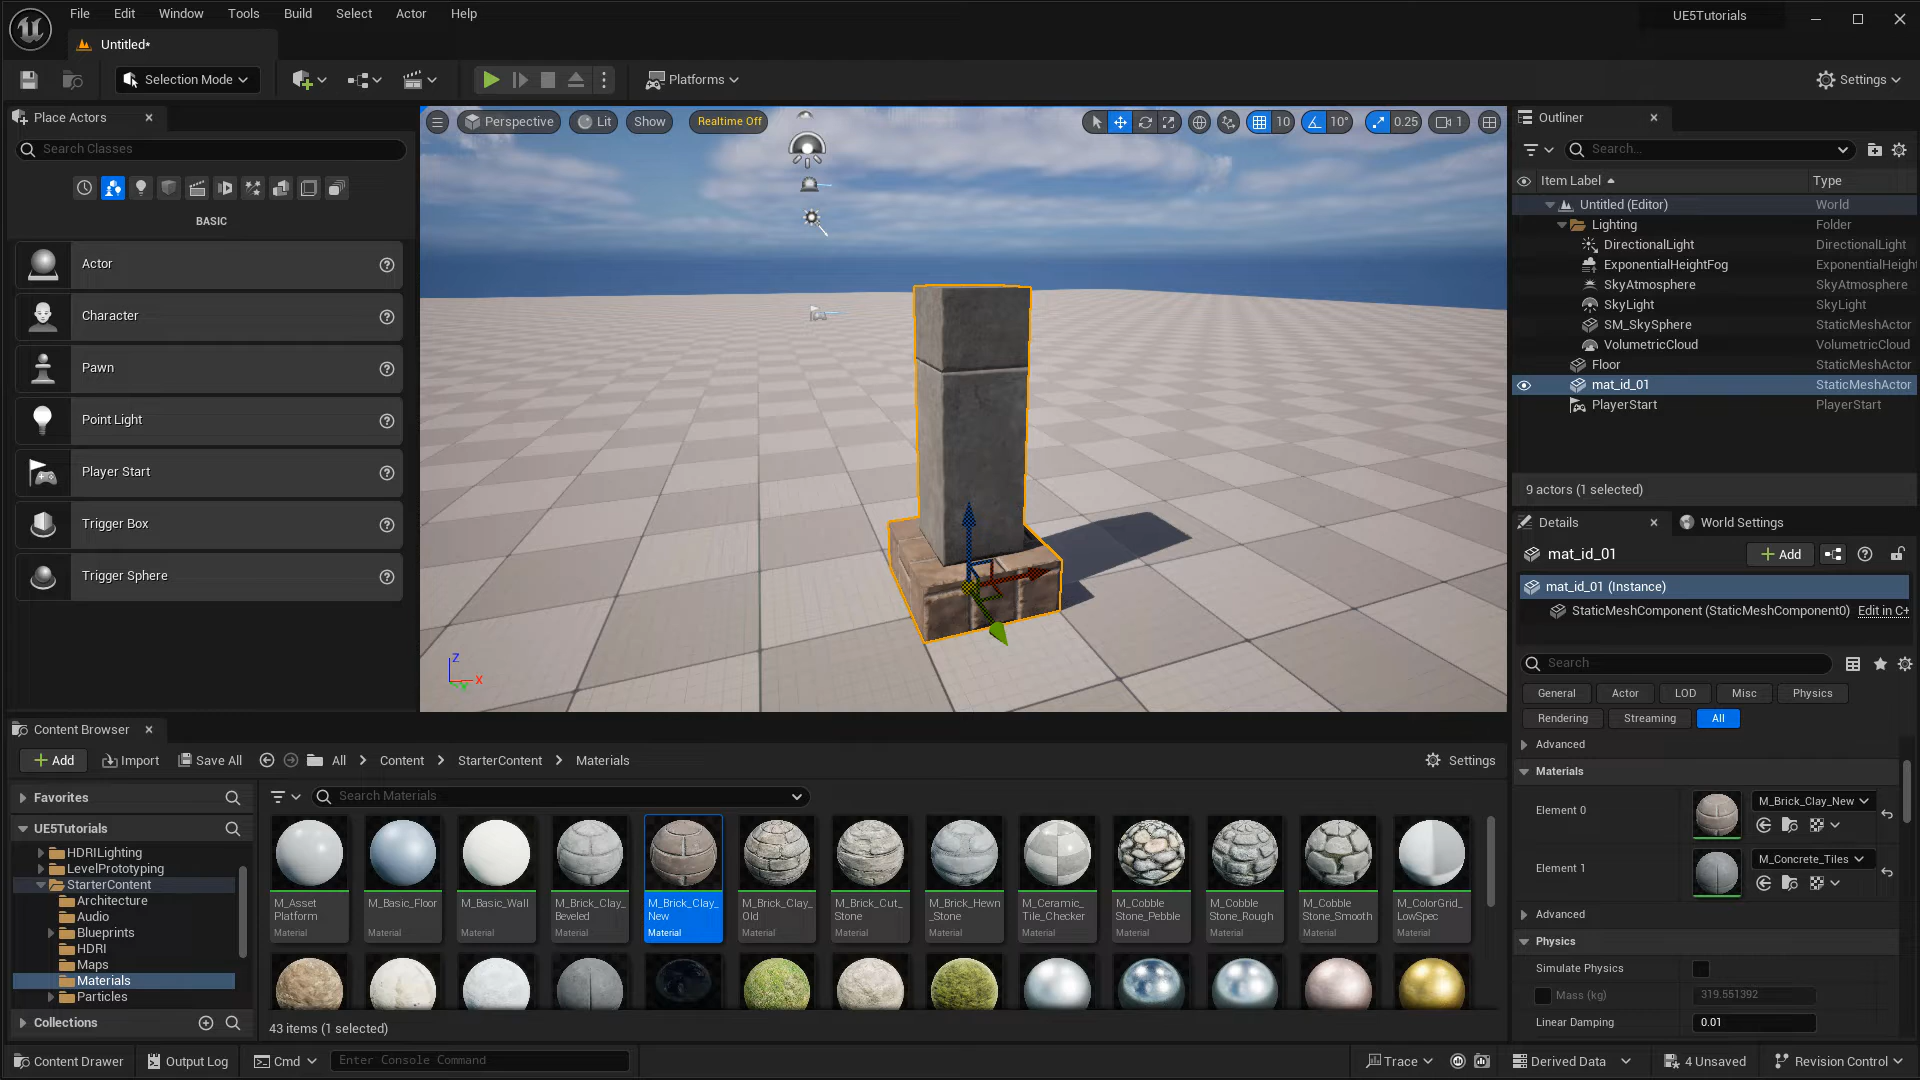 File Edit Window Tools Build Select Actor Help
UE5Tutorials
Untitled*
Selection Mode
Platforms
Settings
Place Actors
Search Classes
BASIC
Actor
Character
Pawn
Point Light
Player Start
Trigger Box
Trigger Sphere
Perspective Lit Show Realtime Off 10 10° 0.25 1
Z
X
Y
Outliner
Search...
Item Label Type
Untitled (Editor) World
Lighting Folder
DirectionalLight DirectionalLight
ExponentialHeightFog ExponentialHeight
SkyAtmosphere SkyAtmosphere
SkyLight SkyLight
SM_SkySphere StaticMeshActor
VolumetricCloud VolumetricCloud
Floor StaticMeshActor
mat_id_01 StaticMeshActor
PlayerStart PlayerStart
9 actors (1 selected)
Details World Settings
mat_id_01 Add
mat_id_01 (Instance)
StaticMeshComponent (StaticMeshComponent0) Edit in C+
Search
General Actor LOD Misc Physics
Rendering Streaming All
Advanced
Materials
Element 0 M_Brick_Clay_New
Element 1 M_Concrete_Tiles
Advanced
Physics
Simulate Physics
Mass (kg) 319.551392
Linear Damping 0.01
Content Browser
Add Import Save All All Content StarterContent Materials Settings
Favorites
UE5Tutorials
HDRILighting
LevelPrototyping
StarterContent
Architecture
Audio
Blueprints
HDRI
Maps
Materials
Particles
Collections
Search Materials
M_Asset Platform Material
M_Basic_Floor Material
M_Basic_Wall Material
M_Brick_Clay_ Beveled Material
M_Brick_Clay_ New Material
M_Brick_Clay_ Old Material
M_Brick_Cut_ Stone Material
M_Brick_Hewn _Stone Material
M_Ceramic_ Tile_Checker Material
M_Cobble Stone_Pebble Material
M_Cobble Stone_Rough Material
M_Cobble Stone_Smooth Material
M_ColorGrid_ LowSpec Material
43 items (1 selected)
Content Drawer Output Log Cmd Enter Console Command Trace Derived Data 4 Unsaved Revision Control